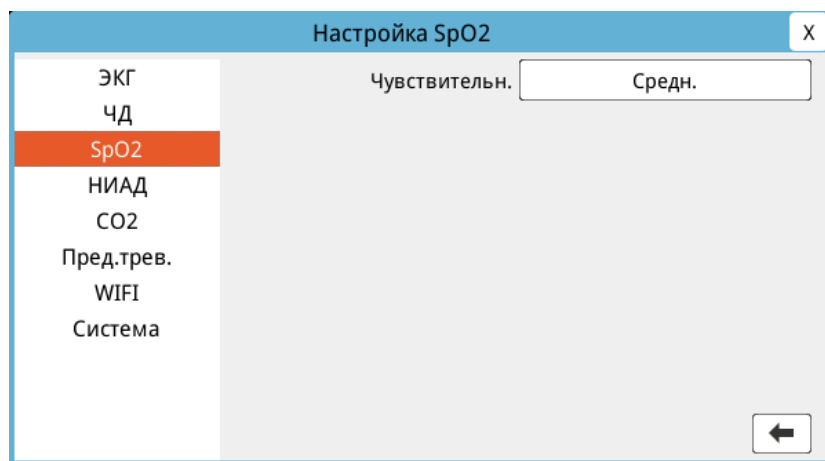 Настройка SpO2
X
ЭКГ
ЧД
SpO2
НИАД
CO2
Пред.трев.
WIFI
Система
Чувствительн.
Средн.